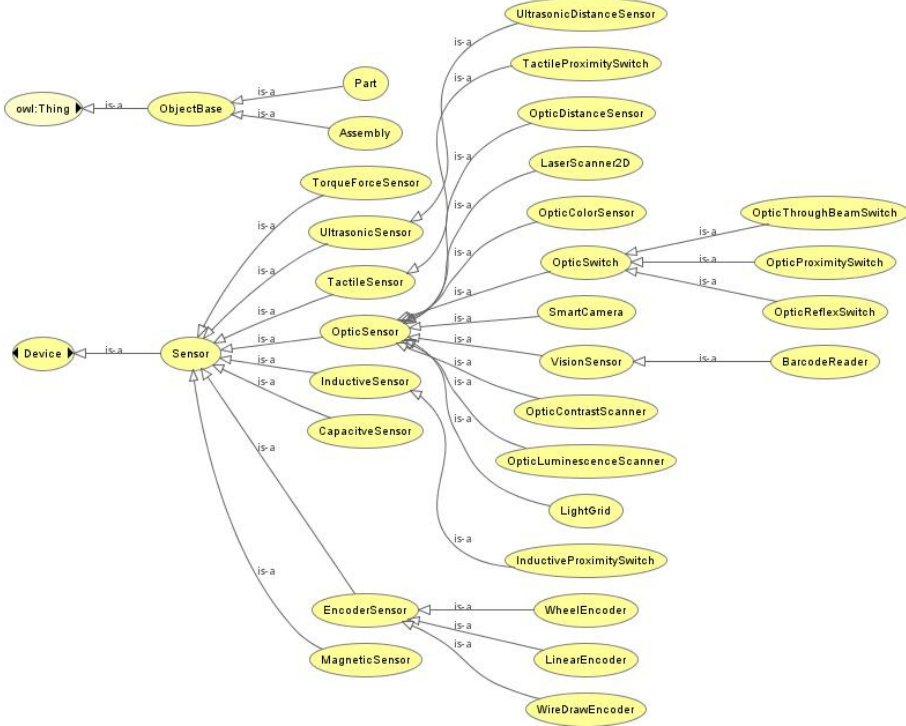 UltrasonicDistanceSensor
is-a
TactileProximitySwitch
is-a
Part
is-a
owl:Thing
is-a
ObjectBase
is-a
Assembly
OpticDistanceSensor
is-a
LaserScanner2D
is-a
TorqueForceSensor
is-a
UltrasonicSensor
is-a
TactileSensor
is-a
OpticColorSensor
is-a
OpticSwitch
is-a
OpticThroughBeamSwitch
is-a
OpticProximitySwitch
is-a
OpticReflexSwitch
is-a
SmartCamera
is-a
OpticSensor
is-a
Device
is-a
Sensor
VisionSensor
is-a
BarcodeReader
is-a
InductiveSensor
is-a
OpticContrastScanner
is-a
CapacitveSensor
is-a
OpticLuminescenceScanner
is-a
LightGrid
is-a
InductiveProximitySwitch
is-a
EncoderSensor
is-a
WheelEncoder
is-a
LinearEncoder
is-a
WireDrawEncoder
is-a
MagneticSensor
is-a